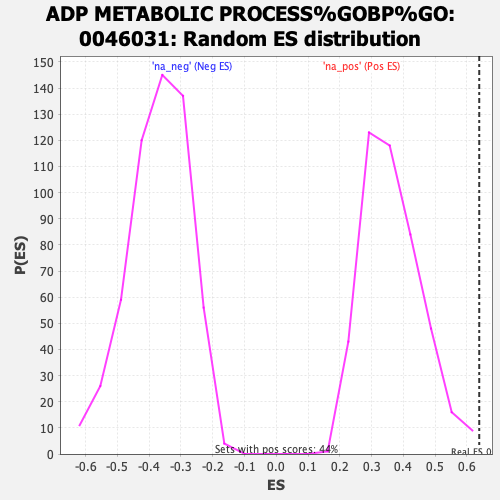 ADP METABOLIC PROCESS%GOBP%GO:
0046031: Random ES distribution
'na_neg' (Neg ES)
'na_pos' (Pos ES)
150
140
130
120
110
100
90
80
70
60
50
40
30
20
10
0
P(ES)
Sets with pos scores: 44%
Real ES 0
-0.6 -0.5 -0.4 -0.3 -0.2 -0.1 0.0 0.1 0.2 0.3 0.4 0.5 0.6
ES